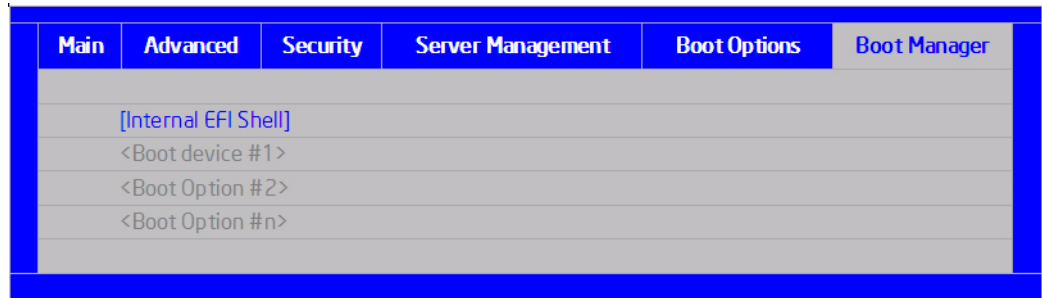 Main Advanced Security Server Management Boot Options Boot Manager
[Internal EFI Shell]
<Boot device #1>
<Boot Option #2>
<Boot Option #n>